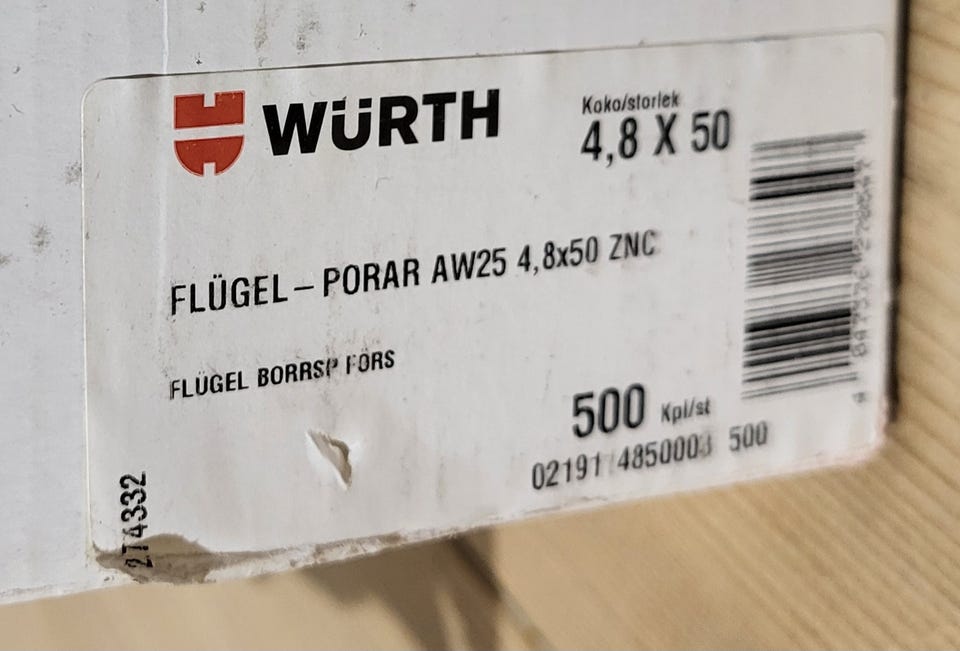 WÜRTH
Koko/storlek
4,8 X 50
FLÜGEL – PORAR AW25 4,8x50 ZNC
FLÜGEL BORRSP FÖRS
500 Kpl/st
02191 4850003 500
274332